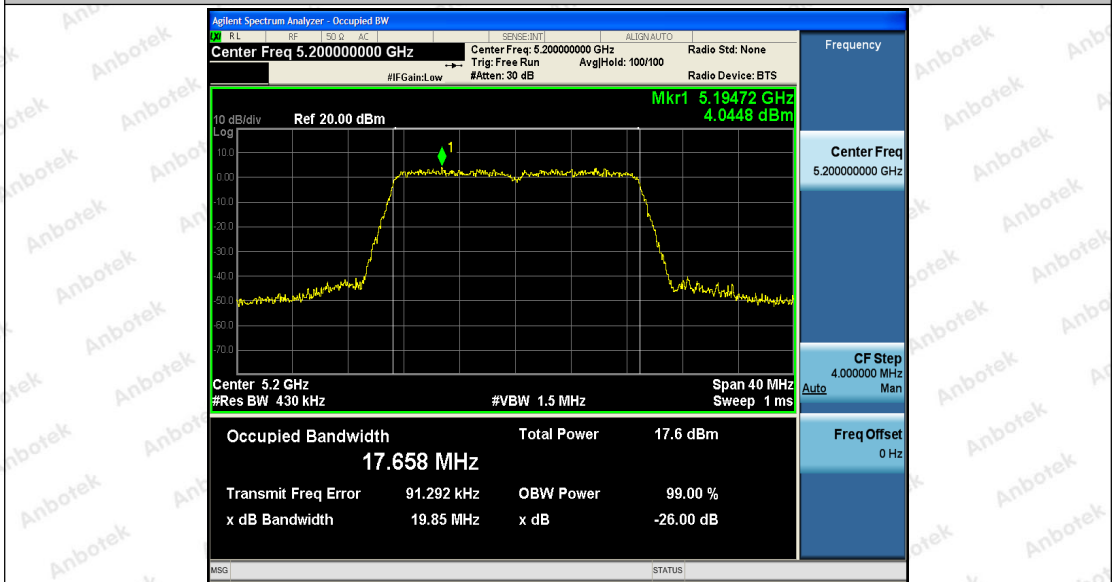 Agilent Spectrum Analyzer - Occupied BW
LXI RL RF 50 Ω AC SENSE:INT ALIGNAUTO
Center Freq 5.200000000 GHz
Center Freq: 5.200000000 GHz
Radio Std: None
Trig: Free Run Avg|Hold: 100/100
#IFGain:Low
#Atten: 30 dB
Radio Device: BTS
Mkr1 5.19472 GHz
4.0448 dBm
10 dB/div Ref 20.00 dBm
Log
10.0
0.00
-10.0
-20.0
-30.0
-40.0
-50.0
-60.0
-70.0
1
Center 5.2 GHz
Span 40 MHz
#Res BW 430 kHz
#VBW 1.5 MHz
Sweep 1 ms
Occupied Bandwidth
17.658 MHz
Total Power 17.6 dBm
Transmit Freq Error 91.292 kHz
OBW Power 99.00 %
x dB Bandwidth 19.85 MHz
x dB -26.00 dB
MSG
STATUS
Frequency
Center Freq
5.200000000 GHz
CF Step
4.000000 MHz
Auto Man
Freq Offset
0 Hz
Anbotek